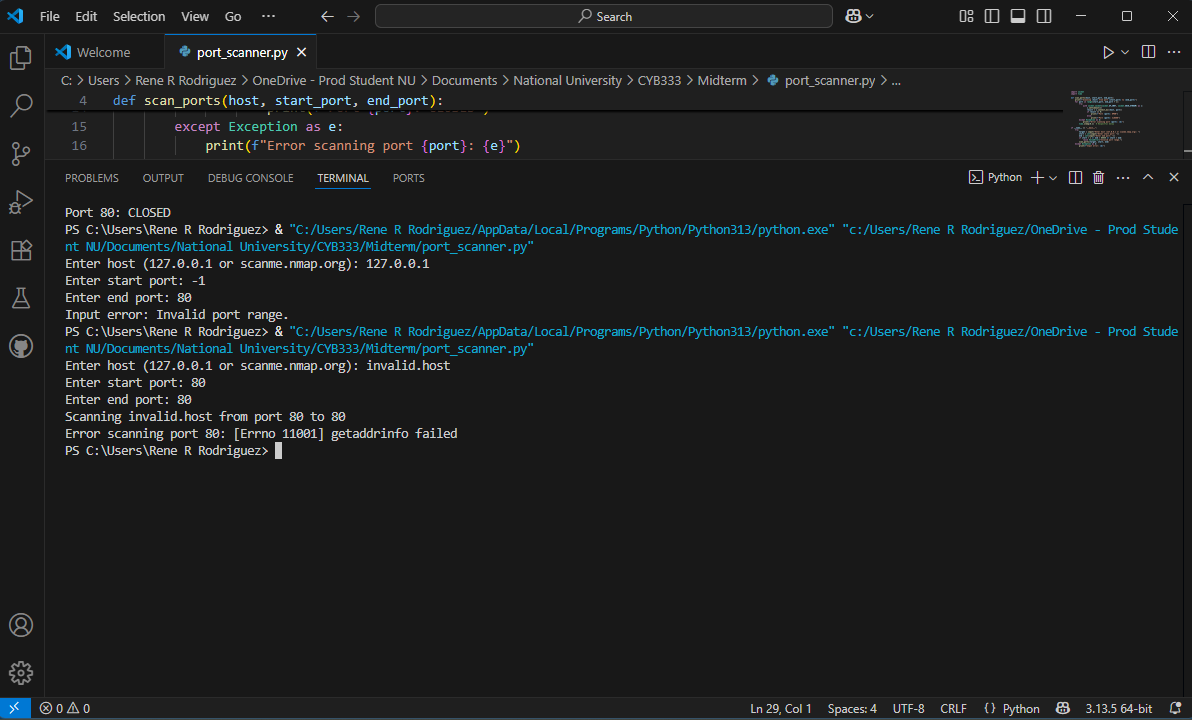 File Edit Selection View Go ··· Search
Welcome port_scanner.py
C: > Users > Rene R Rodriguez > OneDrive - Prod Student NU > Documents > National University > CYB333 > Midterm > port_scanner.py > ...
4 def scan_ports(host, start_port, end_port):
15 except Exception as e:
16 print(f"Error scanning port {port}: {e}")
PROBLEMS OUTPUT DEBUG CONSOLE TERMINAL PORTS Python
Port 80: CLOSED
PS C:\Users\Rene R Rodriguez> & "C:/Users/Rene R Rodriguez/AppData/Local/Programs/Python/Python313/python.exe" "c:/Users/Rene R Rodriguez/OneDrive - Prod Stude
nt NU/Documents/National University/CYB333/Midterm/port_scanner.py"
Enter host (127.0.0.1 or scanme.nmap.org): 127.0.0.1
Enter start port: -1
Enter end port: 80
Input error: Invalid port range.
PS C:\Users\Rene R Rodriguez> & "C:/Users/Rene R Rodriguez/AppData/Local/Programs/Python/Python313/python.exe" "c:/Users/Rene R Rodriguez/OneDrive - Prod Stude
nt NU/Documents/National University/CYB333/Midterm/port_scanner.py"
Enter host (127.0.0.1 or scanme.nmap.org): invalid.host
Enter start port: 80
Enter end port: 80
Scanning invalid.host from port 80 to 80
Error scanning port 80: [Errno 11001] getaddrinfo failed
PS C:\Users\Rene R Rodriguez>
0 0 Ln 29, Col 1 Spaces: 4 UTF-8 CRLF {} Python 3.13.5 64-bit